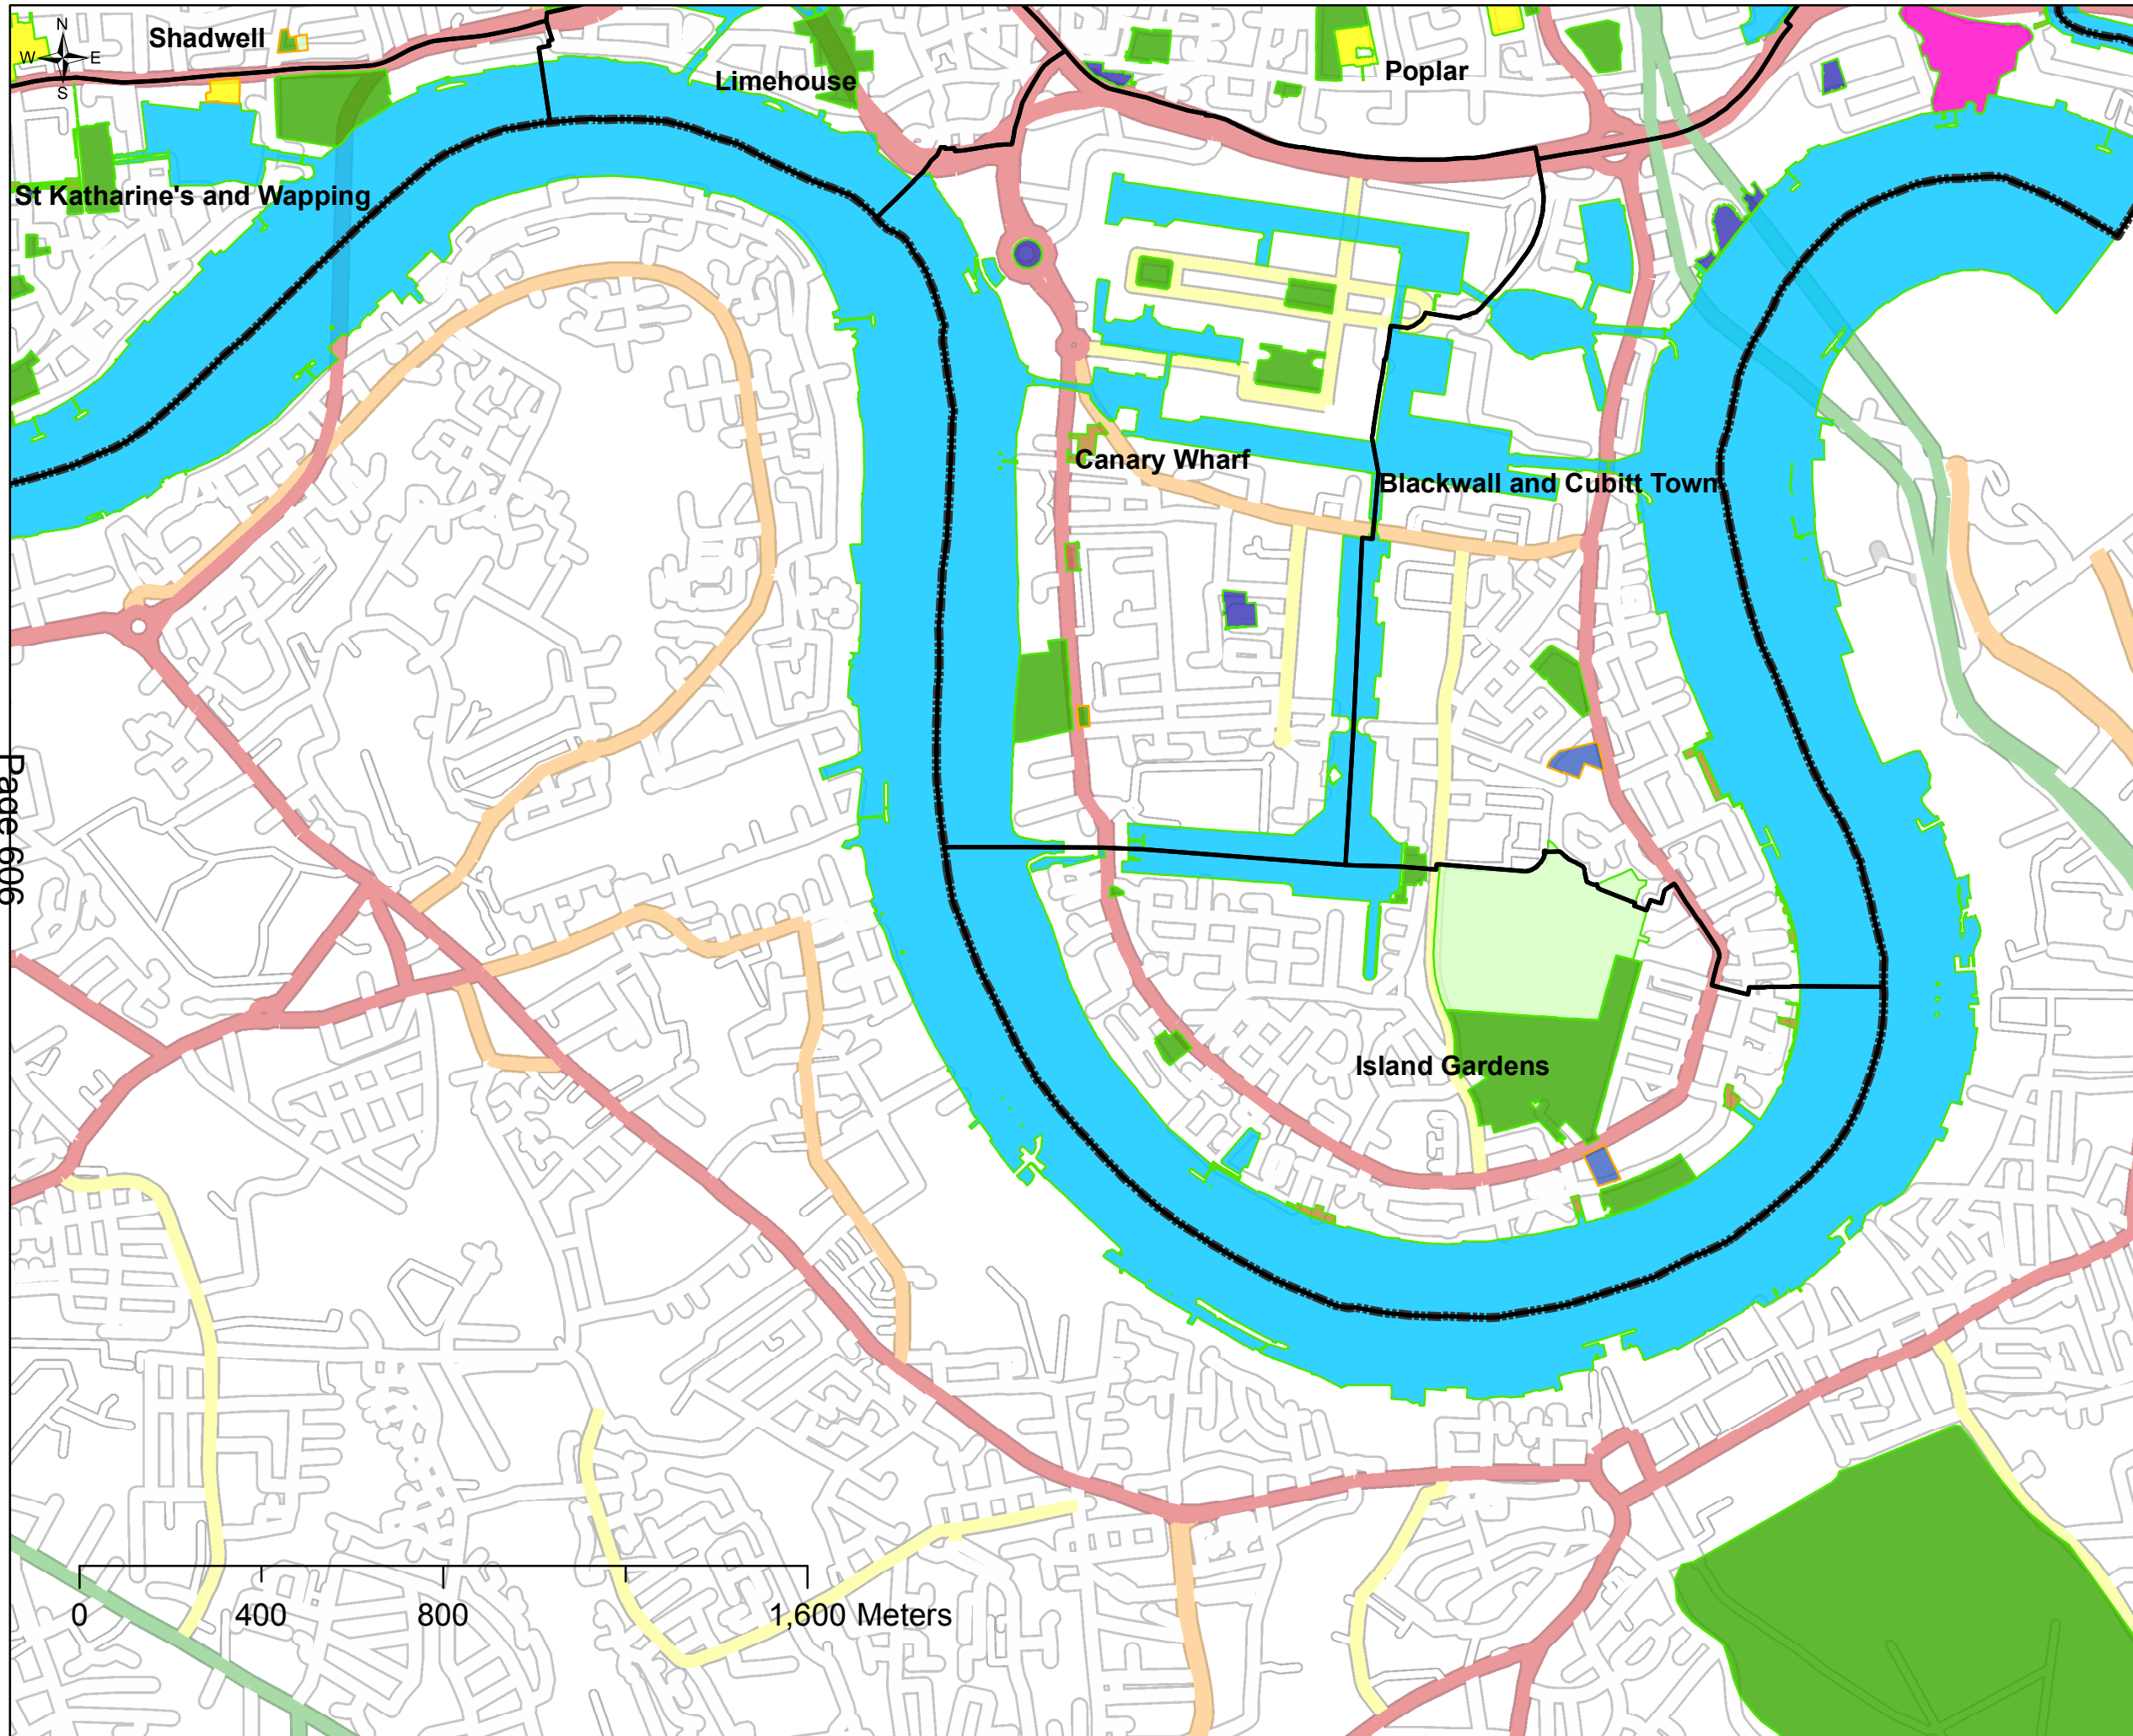 N
W E
S
Shadwell
Limehouse
Poplar
St Katharine's and Wapping
Canary Wharf
Blackwall and Cubitt Town
Page 606
Island Gardens
0 400 800 1,600 Meters